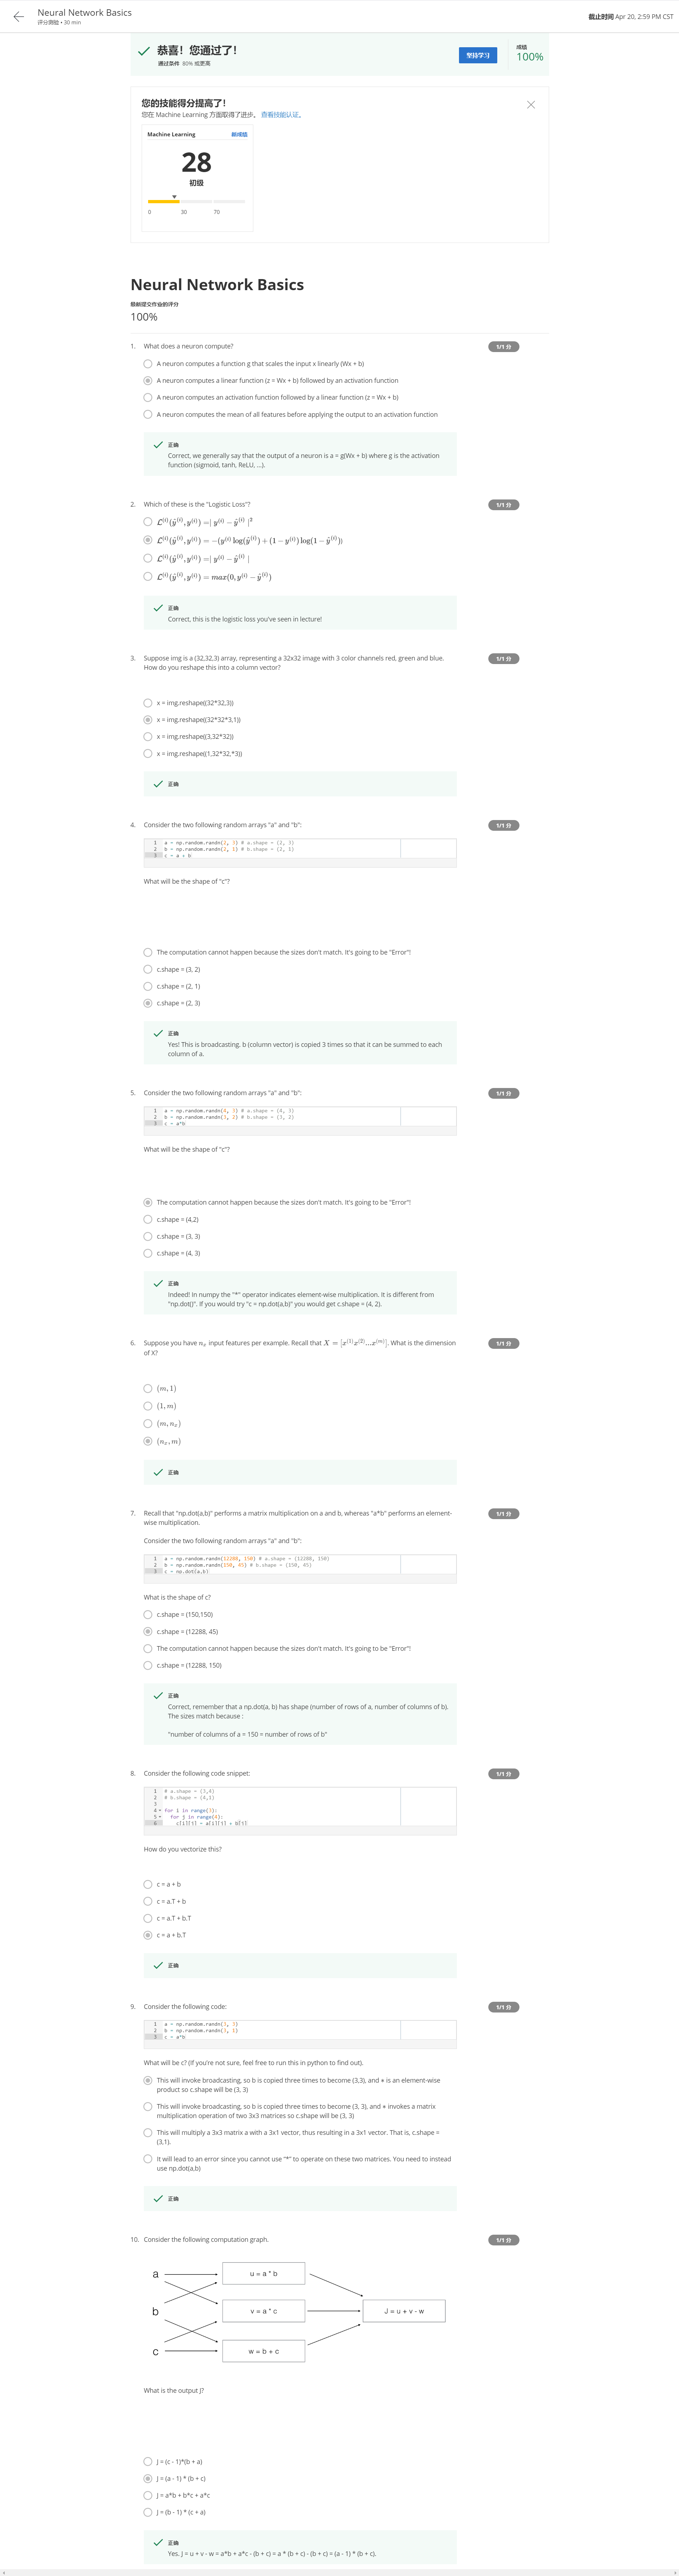 Neural Network Basics
评分测验 • 30 min
截止时间 Apr 20, 2:59 PM CST
恭喜！您通过了！
通过条件 80% 或更高
坚持学习
成绩
100%
您的技能得分提高了！
您在 Machine Learning 方面取得了进步。 查看技能认证。
Machine Learning
新成绩
28
初级
0 30 70
Neural Network Basics
最新提交作业的评分
100%
1. What does a neuron compute?
1/1 分
A neuron computes a function g that scales the input x linearly (Wx + b)
A neuron computes a linear function (z = Wx + b) followed by an activation function
A neuron computes an activation function followed by a linear function (z = Wx + b)
A neuron computes the mean of all features before applying the output to an activation function
正确
Correct, we generally say that the output of a neuron is a = g(Wx + b) where g is the activation
function (sigmoid, tanh, ReLU, ...).
2. Which of these is the "Logistic Loss"?
1/1 分
ℒ⁽ⁱ⁾(ŷ⁽ⁱ⁾, y⁽ⁱ⁾) =| y⁽ⁱ⁾ − ŷ⁽ⁱ⁾ |²
ℒ⁽ⁱ⁾(ŷ⁽ⁱ⁾, y⁽ⁱ⁾) = −(y⁽ⁱ⁾ log(ŷ⁽ⁱ⁾) + (1 − y⁽ⁱ⁾) log(1 − ŷ⁽ⁱ⁾))
ℒ⁽ⁱ⁾(ŷ⁽ⁱ⁾, y⁽ⁱ⁾) =| y⁽ⁱ⁾ − ŷ⁽ⁱ⁾ |
ℒ⁽ⁱ⁾(ŷ⁽ⁱ⁾, y⁽ⁱ⁾) = max(0, y⁽ⁱ⁾ − ŷ⁽ⁱ⁾)
正确
Correct, this is the logistic loss you've seen in lecture!
3. Suppose img is a (32,32,3) array, representing a 32x32 image with 3 color channels red, green and blue.
How do you reshape this into a column vector?
1/1 分
x = img.reshape((32*32,3))
x = img.reshape((32*32*3,1))
x = img.reshape((3,32*32))
x = img.reshape((1,32*32,*3))
正确
4. Consider the two following random arrays "a" and "b":
1/1 分
1 a = np.random.randn(2, 3) # a.shape = (2, 3)
2 b = np.random.randn(2, 1) # b.shape = (2, 1)
3 c = a + b
What will be the shape of "c"?
The computation cannot happen because the sizes don't match. It's going to be "Error"!
c.shape = (3, 2)
c.shape = (2, 1)
c.shape = (2, 3)
正确
Yes! This is broadcasting. b (column vector) is copied 3 times so that it can be summed to each
column of a.
5. Consider the two following random arrays "a" and "b":
1/1 分
1 a = np.random.randn(4, 3) # a.shape = (4, 3)
2 b = np.random.randn(3, 2) # b.shape = (3, 2)
3 c = a*b
What will be the shape of "c"?
The computation cannot happen because the sizes don't match. It's going to be "Error"!
c.shape = (4,2)
c.shape = (3, 3)
c.shape = (4, 3)
正确
Indeed! In numpy the "*" operator indicates element-wise multiplication. It is different from
"np.dot()". If you would try "c = np.dot(a,b)" you would get c.shape = (4, 2).
6. Suppose you have nₓ input features per example. Recall that X = [x⁽¹⁾x⁽²⁾...x⁽ᵐ⁾]. What is the dimension
of X?
1/1 分
(m, 1)
(1, m)
(m, nₓ)
(nₓ, m)
正确
7. Recall that "np.dot(a,b)" performs a matrix multiplication on a and b, whereas "a*b" performs an element-
wise multiplication.
1/1 分
Consider the two following random arrays "a" and "b":
1 a = np.random.randn(12288, 150) # a.shape = (12288, 150)
2 b = np.random.randn(150, 45) # b.shape = (150, 45)
3 c = np.dot(a,b)
What is the shape of c?
c.shape = (150,150)
c.shape = (12288, 45)
The computation cannot happen because the sizes don't match. It's going to be "Error"!
c.shape = (12288, 150)
正确
Correct, remember that a np.dot(a, b) has shape (number of rows of a, number of columns of b).
The sizes match because :
"number of columns of a = 150 = number of rows of b"
8. Consider the following code snippet:
1/1 分
1 # a.shape = (3,4)
2 # b.shape = (4,1)
3
4 for i in range(3):
5 for j in range(4):
6 c[i][j] = a[i][j] + b[j]
How do you vectorize this?
c = a + b
c = a.T + b
c = a.T + b.T
c = a + b.T
正确
9. Consider the following code:
1/1 分
1 a = np.random.randn(3, 3)
2 b = np.random.randn(3, 1)
3 c = a*b
What will be c? (If you're not sure, feel free to run this in python to find out).
This will invoke broadcasting, so b is copied three times to become (3,3), and ∗ is an element-wise
product so c.shape will be (3, 3)
This will invoke broadcasting, so b is copied three times to become (3, 3), and ∗ invokes a matrix
multiplication operation of two 3x3 matrices so c.shape will be (3, 3)
This will multiply a 3x3 matrix a with a 3x1 vector, thus resulting in a 3x1 vector. That is, c.shape =
(3,1).
It will lead to an error since you cannot use "*" to operate on these two matrices. You need to instead
use np.dot(a,b)
正确
10. Consider the following computation graph.
1/1 分
a
u = a * b
b
v = a * c
J = u + v - w
c
w = b + c
What is the output J?
J = (c - 1)*(b + a)
J = (a - 1) * (b + c)
J = a*b + b*c + a*c
J = (b - 1) * (c + a)
正确
Yes. J = u + v - w = a*b + a*c - (b + c) = a * (b + c) - (b + c) = (a - 1) * (b + c).